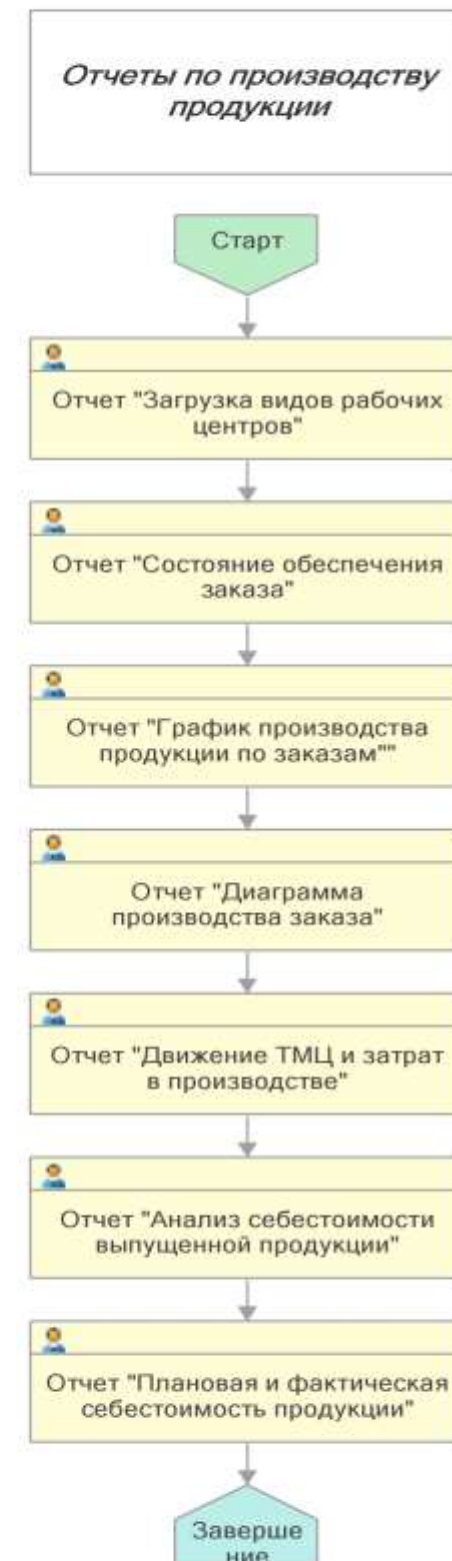 Отчеты по производству
продукции
Старт
Отчет "Загрузка видов рабочих
центров"
Отчет "Состояние обеспечения
заказа"
Отчет "График производства
продукции по заказам""
Отчет "Диаграмма
производства заказа"
Отчет "Движение ТМЦ и затрат
в производстве"
Отчет "Анализ себестоимости
выпущенной продукции"
Отчет "Плановая и фактическая
себестоимость продукции"
Заверше
ние